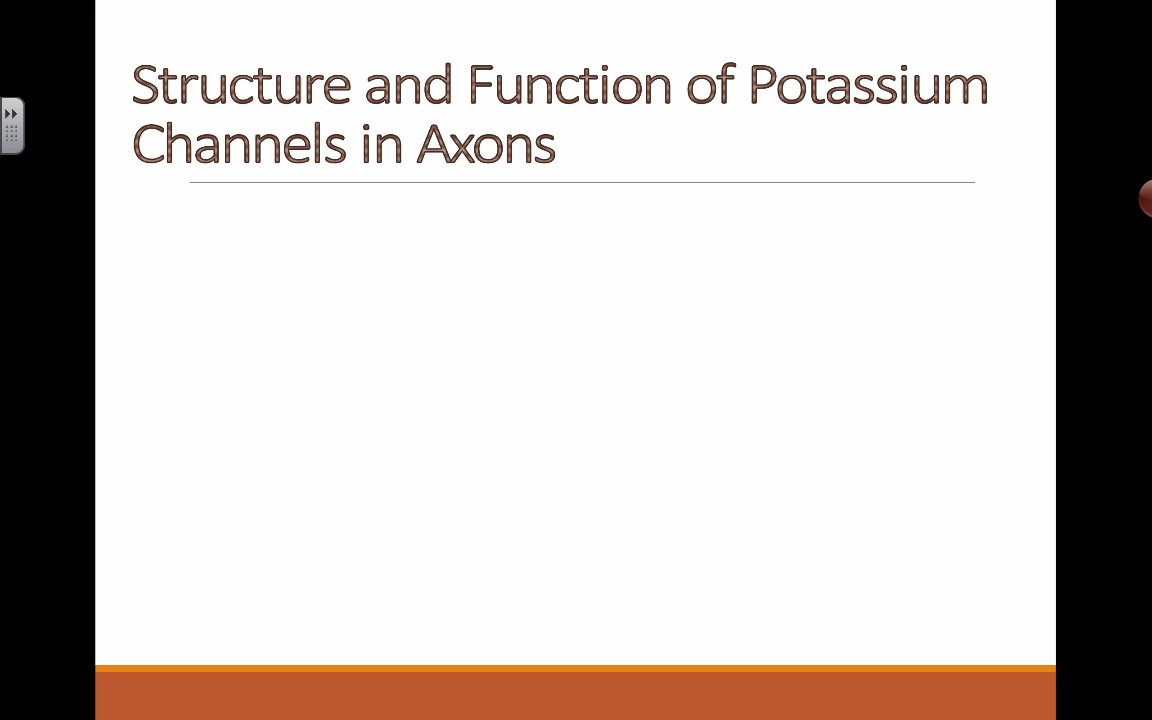 Structure and Function of Potassium
Channels in Axons